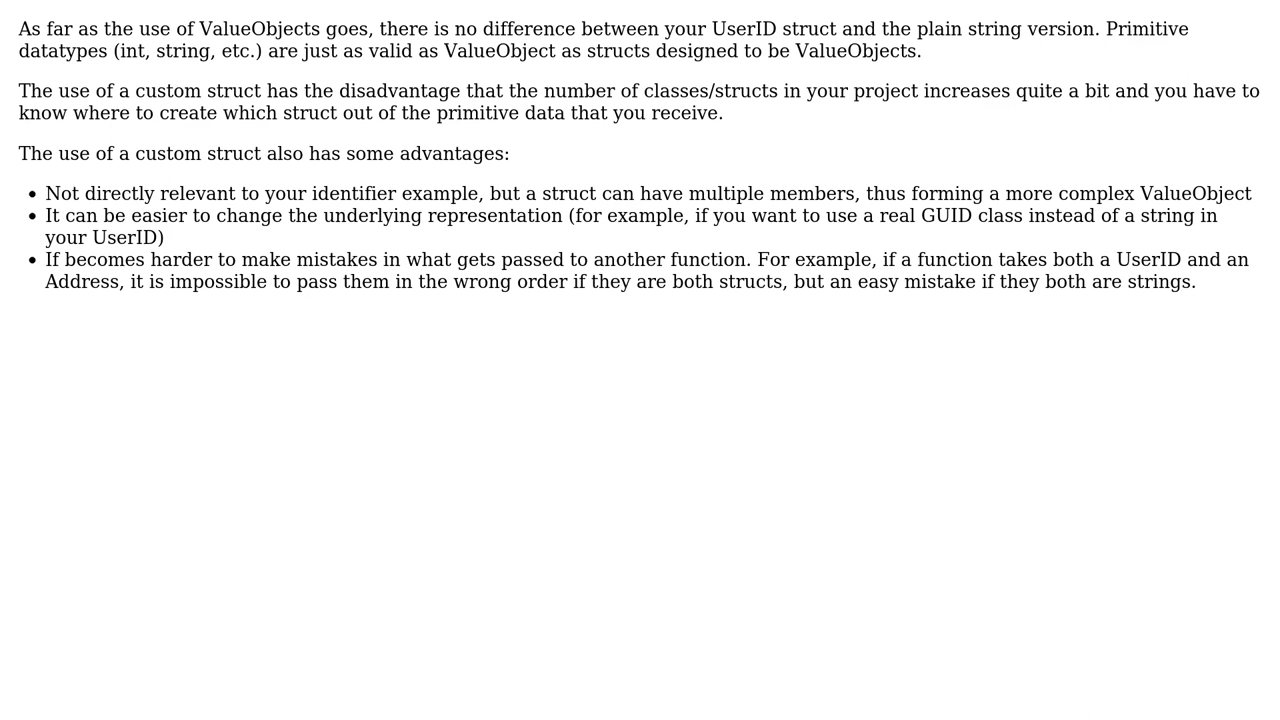 As far as the use of ValueObjects goes, there is no difference between your UserID struct and the plain string version. Primitive
datatypes (int, string, etc.) are just as valid as ValueObject as structs designed to be ValueObjects.
The use of a custom struct has the disadvantage that the number of classes/structs in your project increases quite a bit and you have to
know where to create which struct out of the primitive data that you receive.
The use of a custom struct also has some advantages:
• Not directly relevant to your identifier example, but a struct can have multiple members, thus forming a more complex ValueObject
• It can be easier to change the underlying representation (for example, if you want to use a real GUID class instead of a string in
your UserID)
• If becomes harder to make mistakes in what gets passed to another function. For example, if a function takes both a UserID and an
Address, it is impossible to pass them in the wrong order if they are both structs, but an easy mistake if they both are strings.